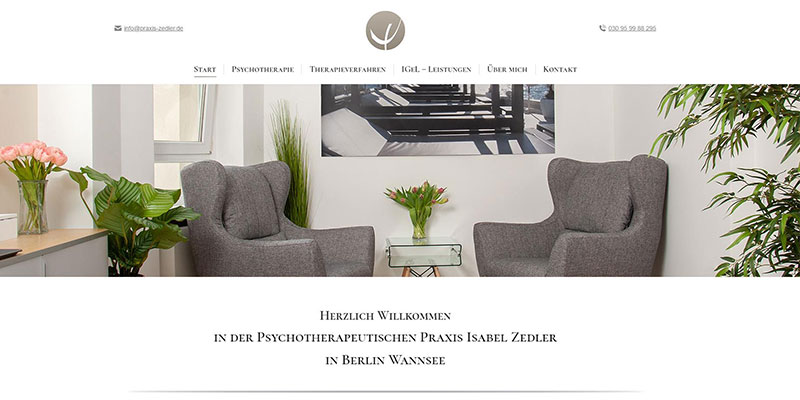 info@praxis-zedler.de
030 95 99 88 295
Start Psychotherapie Therapieverfahren IGeL – Leistungen Über mich Kontakt
Herzlich Willkommen
in der Psychotherapeutischen Praxis Isabel Zedler
in Berlin Wannsee